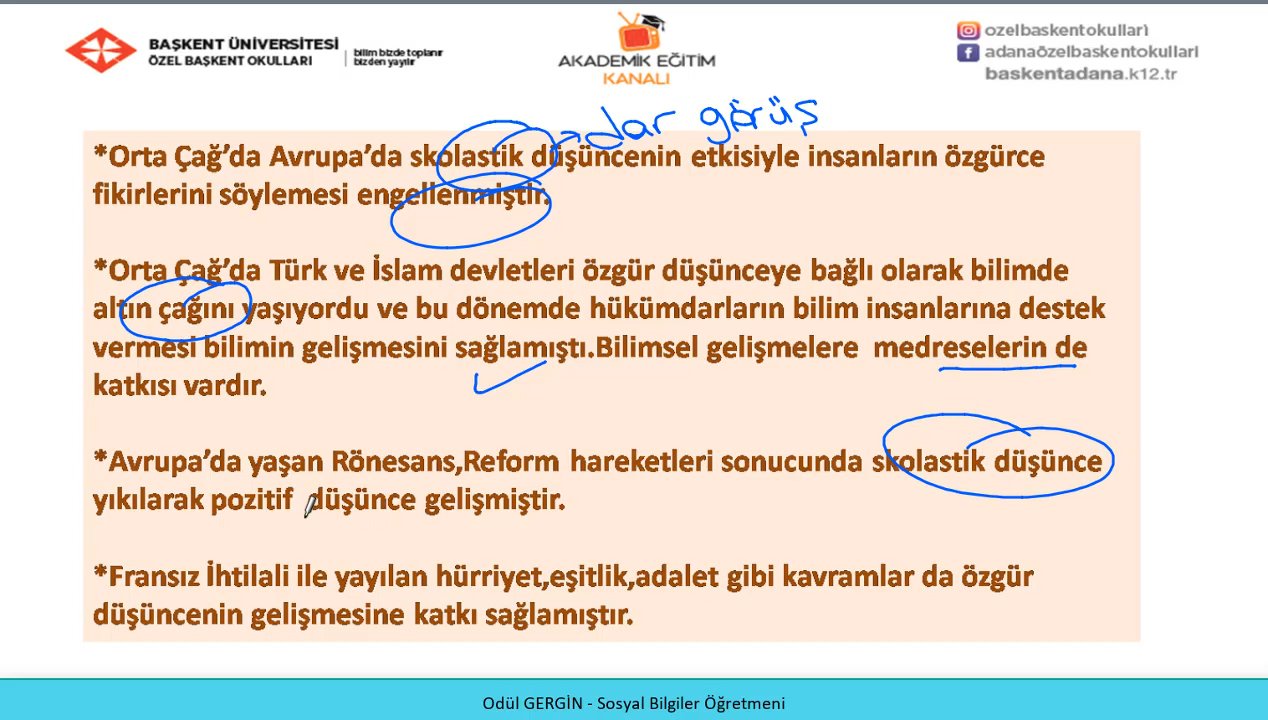 BAŞKENT ÜNİVERSİTESİ
ÖZEL BAŞKENT OKULLARI
bilim bizde toplanır
bizden yayılır
AKADEMİK EĞİTİM
KANALI
ozelbaskentokullari
adanaözelbaskentokullari
baskentadana.k12.tr
dar görüş
*Orta Çağ’da Avrupa’da skolastik düşüncenin etkisiyle insanların özgürce
fikirlerini söylemesi engellenmiştir.
*Orta Çağ’da Türk ve İslam devletleri özgür düşünceye bağlı olarak bilimde
altın çağını yaşıyordu ve bu dönemde hükümdarların bilim insanlarına destek
vermesi bilimin gelişmesini sağlamıştı.Bilimsel gelişmelere medreselerin de
katkısı vardır.
*Avrupa’da yaşan Rönesans,Reform hareketleri sonucunda skolastik düşünce
yıkılarak pozitif düşünce gelişmiştir.
*Fransız İhtilali ile yayılan hürriyet,eşitlik,adalet gibi kavramlar da özgür
düşüncenin gelişmesine katkı sağlamıştır.
Odül GERGİN - Sosyal Bilgiler Öğretmeni